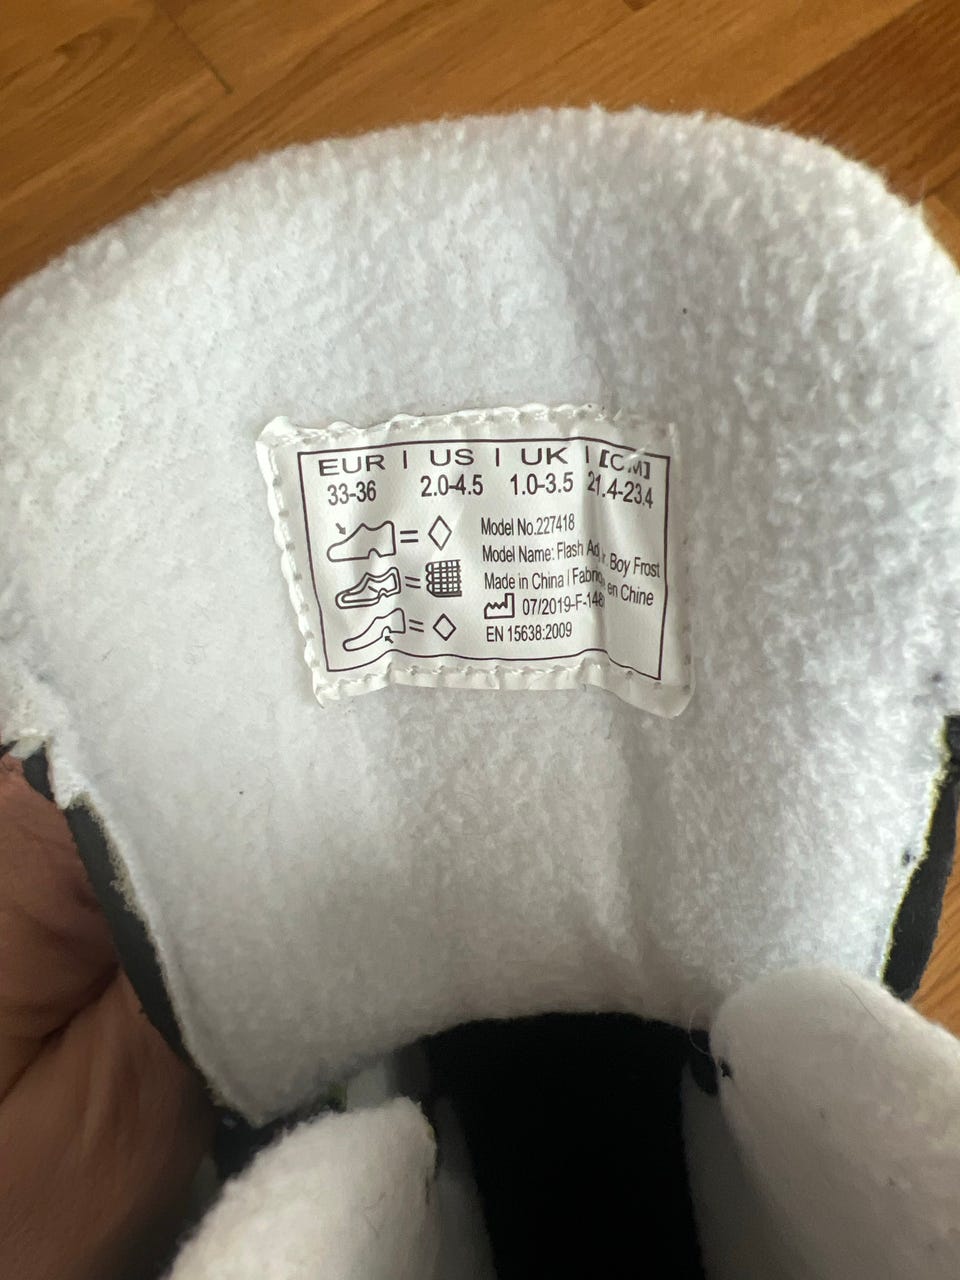 EUR | US | UK | [CM]
33-36 2.0-4.5 1.0-3.5 21.4-23.4
Model No.227418
Model Name: Flash Boy Frost
Made in China / en Chine
07/2019-F-148
EN 15638:2009